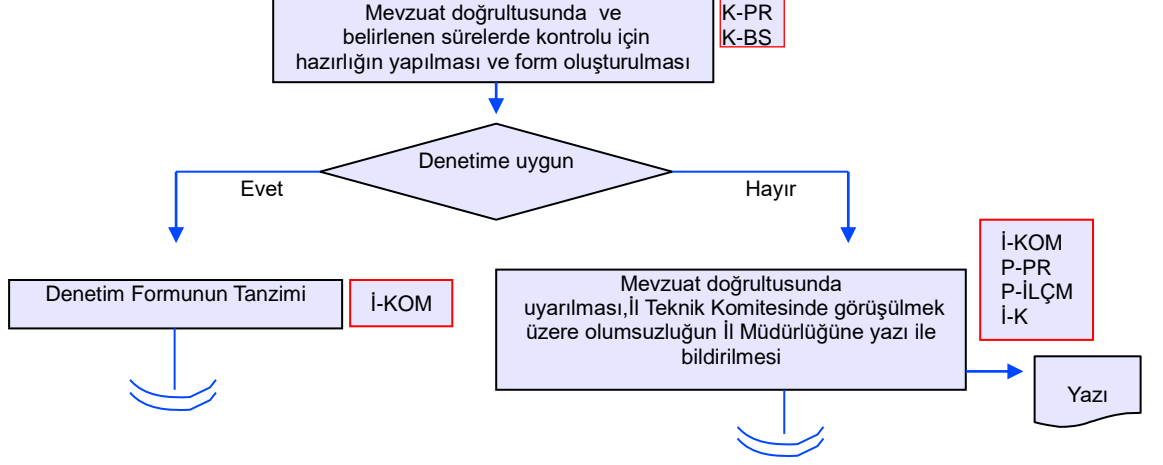 Mevzuat doğrultusunda ve
belirlenen sürelerde kontrolu için
hazırlığın yapılması ve form oluşturulması
K-PR
K-BS
Denetime uygun
Evet
Hayır
Denetim Formunun Tanzimi
İ-KOM
Mevzuat doğrultusunda
uyarılması,İl Teknik Komitesinde görüşülmek
üzere olumsuzluğun İl Müdürlüğüne yazı ile
bildirilmesi
İ-KOM
P-PR
P-İLÇM
İ-K
Yazı